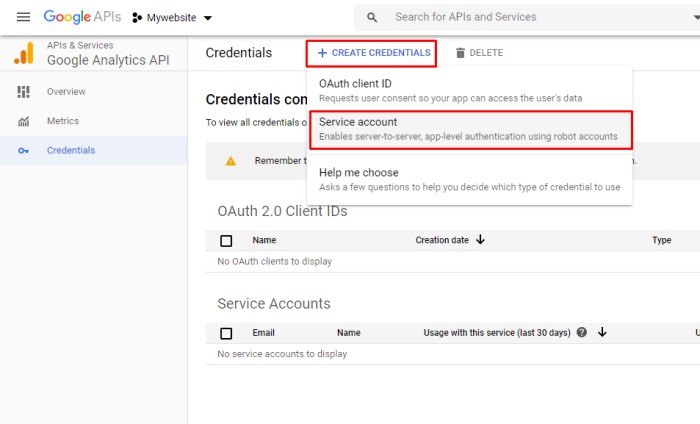 Google APIs
Mywebsite
Search for APIs and Services
APIs & Services
Google Analytics API
Credentials
+ CREATE CREDENTIALS
DELETE
Overview
Metrics
Credentials
OAuth client ID
Requests user consent so your app can access the user's data
Service account
Enables server-to-server, app-level authentication using robot accounts
Help me choose
Asks a few questions to help you decide which type of credential to use
Credentials com
To view all credentials o
Remember t
n.
OAuth 2.0 Client IDs
Name Creation date Type
No OAuth clients to display
Service Accounts
Email Name Usage with this service (last 30 days) ? U
No service accounts to display